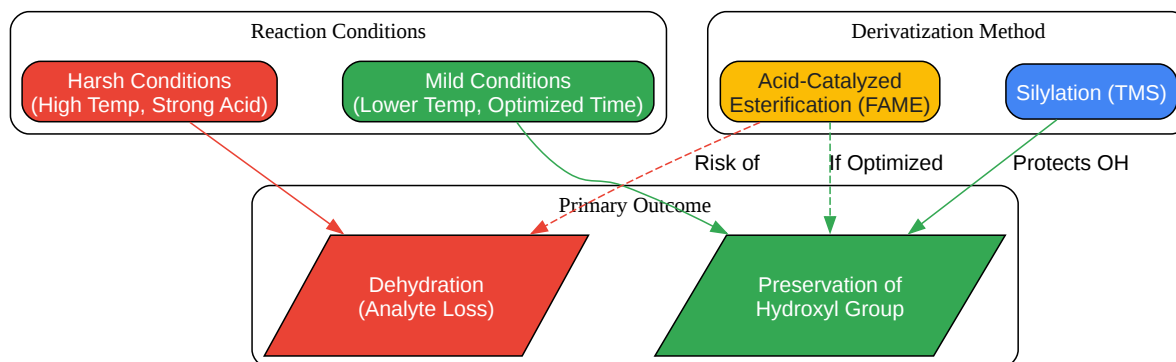 Reaction Conditions
Derivatization Method
Harsh Conditions
(High Temp, Strong Acid)
Mild Conditions
(Lower Temp, Optimized Time)
Acid-Catalyzed
Esterification (FAME)
Silylation (TMS)
Risk of
If Optimized
Protects OH
Primary Outcome
Dehydration
(Analyte Loss)
Preservation of
Hydroxyl Group